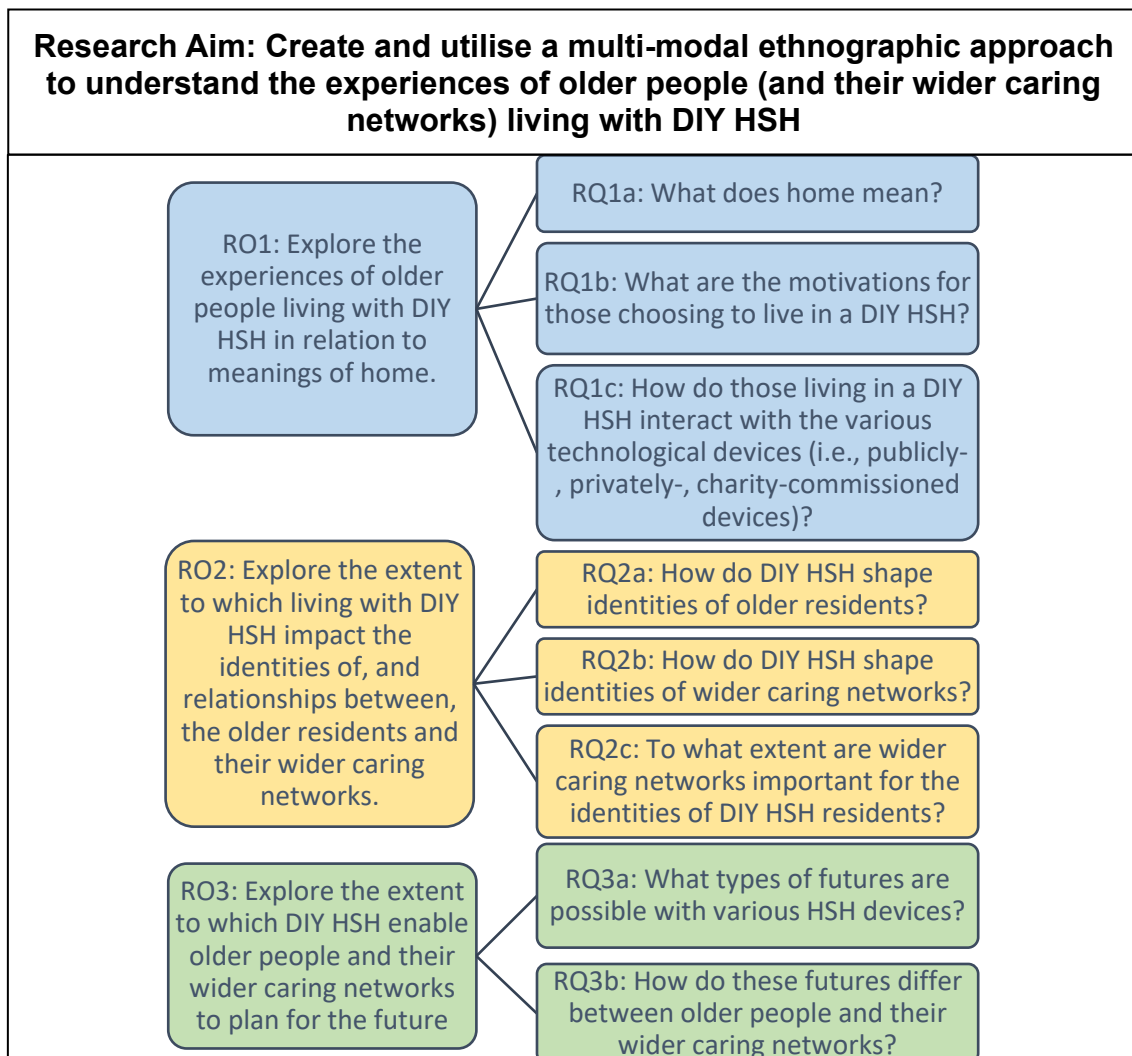 Research Aim: Create and utilise a multi-modal ethnographic approach
to understand the experiences of older people (and their wider caring
networks) living with DIY HSH
RO1: Explore the
experiences of older
people living with DIY
HSH in relation to
meanings of home.
RQ1a: What does home mean?
RQ1b: What are the motivations for
those choosing to live in a DIY HSH?
RQ1c: How do those living in a DIY
HSH interact with the various
technological devices (i.e., publicly-
, privately-, charity-commissioned
devices)?
RO2: Explore the extent
to which living with DIY
HSH impact the
identities of, and
relationships between,
the older residents and
their wider caring
networks.
RQ2a: How do DIY HSH shape
identities of older residents?
RQ2b: How do DIY HSH shape
identities of wider caring networks?
RQ2c: To what extent are wider
caring networks important for the
identities of DIY HSH residents?
RO3: Explore the extent
to which DIY HSH enable
older people and their
wider caring networks
to plan for the future
RQ3a: What types of futures are
possible with various HSH devices?
RQ3b: How do these futures differ
between older people and their
wider caring networks?